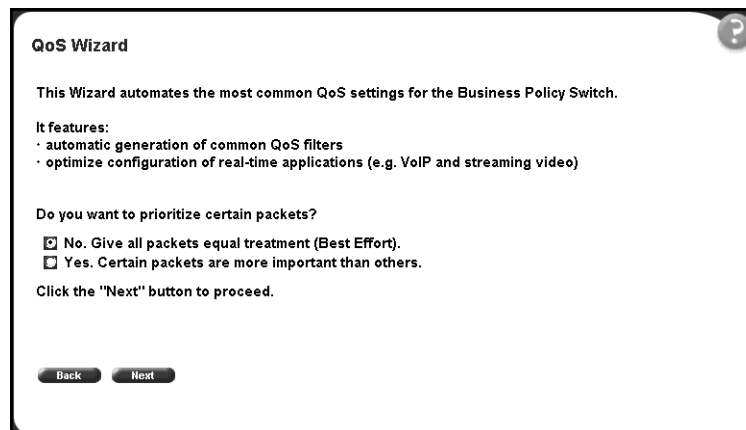 ?
QoS Wizard
This Wizard automates the most common QoS settings for the Business Policy Switch.
It features:
· automatic generation of common QoS filters
· optimize configuration of real-time applications (e.g. VoIP and streaming video)
Do you want to prioritize certain packets?
No. Give all packets equal treatment (Best Effort).
Yes. Certain packets are more important than others.
Click the "Next" button to proceed.
Back Next